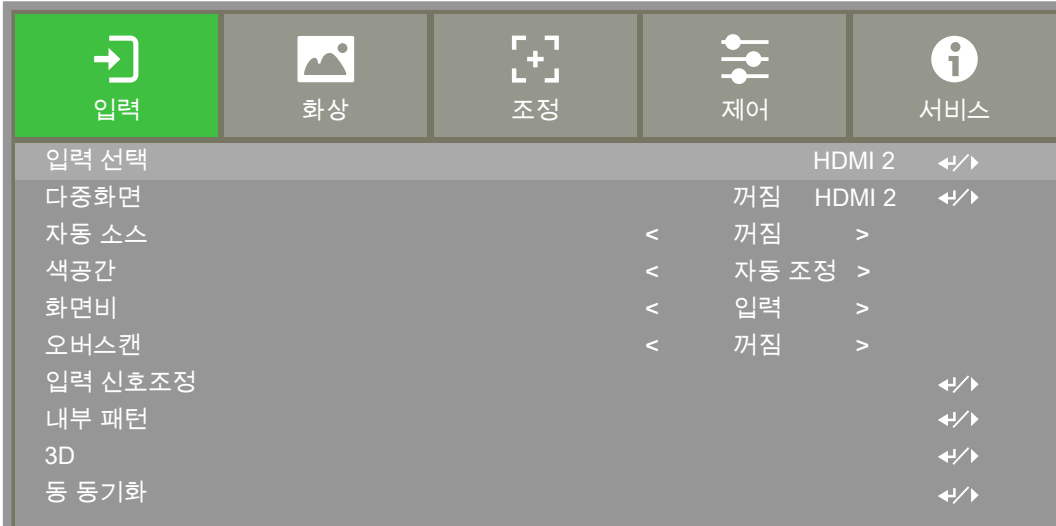 입력 화상 조정 제어 서비스
입력 선택 HDMI 2
다중화면 꺼짐 HDMI 2
자동 소스 < 꺼짐 >
색공간 < 자동 조정 >
화면비 < 입력 >
오버스캔 < 꺼짐 >
입력 신호조정
내부 패턴
3D
동 동기화